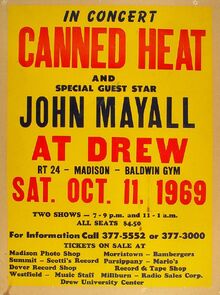 IN CONCERT
CANNED HEAT
AND
SPECIAL GUEST STAR
JOHN MAYALL
AT DREW
RT 24 - MADISON - BALDWIN GYM
SAT. OCT. 11, 1969
TWO SHOWS — 7 - 9 p.m. and 11 - 1 a.m.
ALL SEATS $4.50
For Information Call 377-5552 or 377-3000
TICKETS ON SALE AT
Madison Photo Shop Morristown - Bambergers
Summit - Scotti's Record Parsippany - Mario's
Dover Record Shop Record & Tape Shop
Westfield - Music Stall Millburn - Radio Sales Corp.
Drew University Center